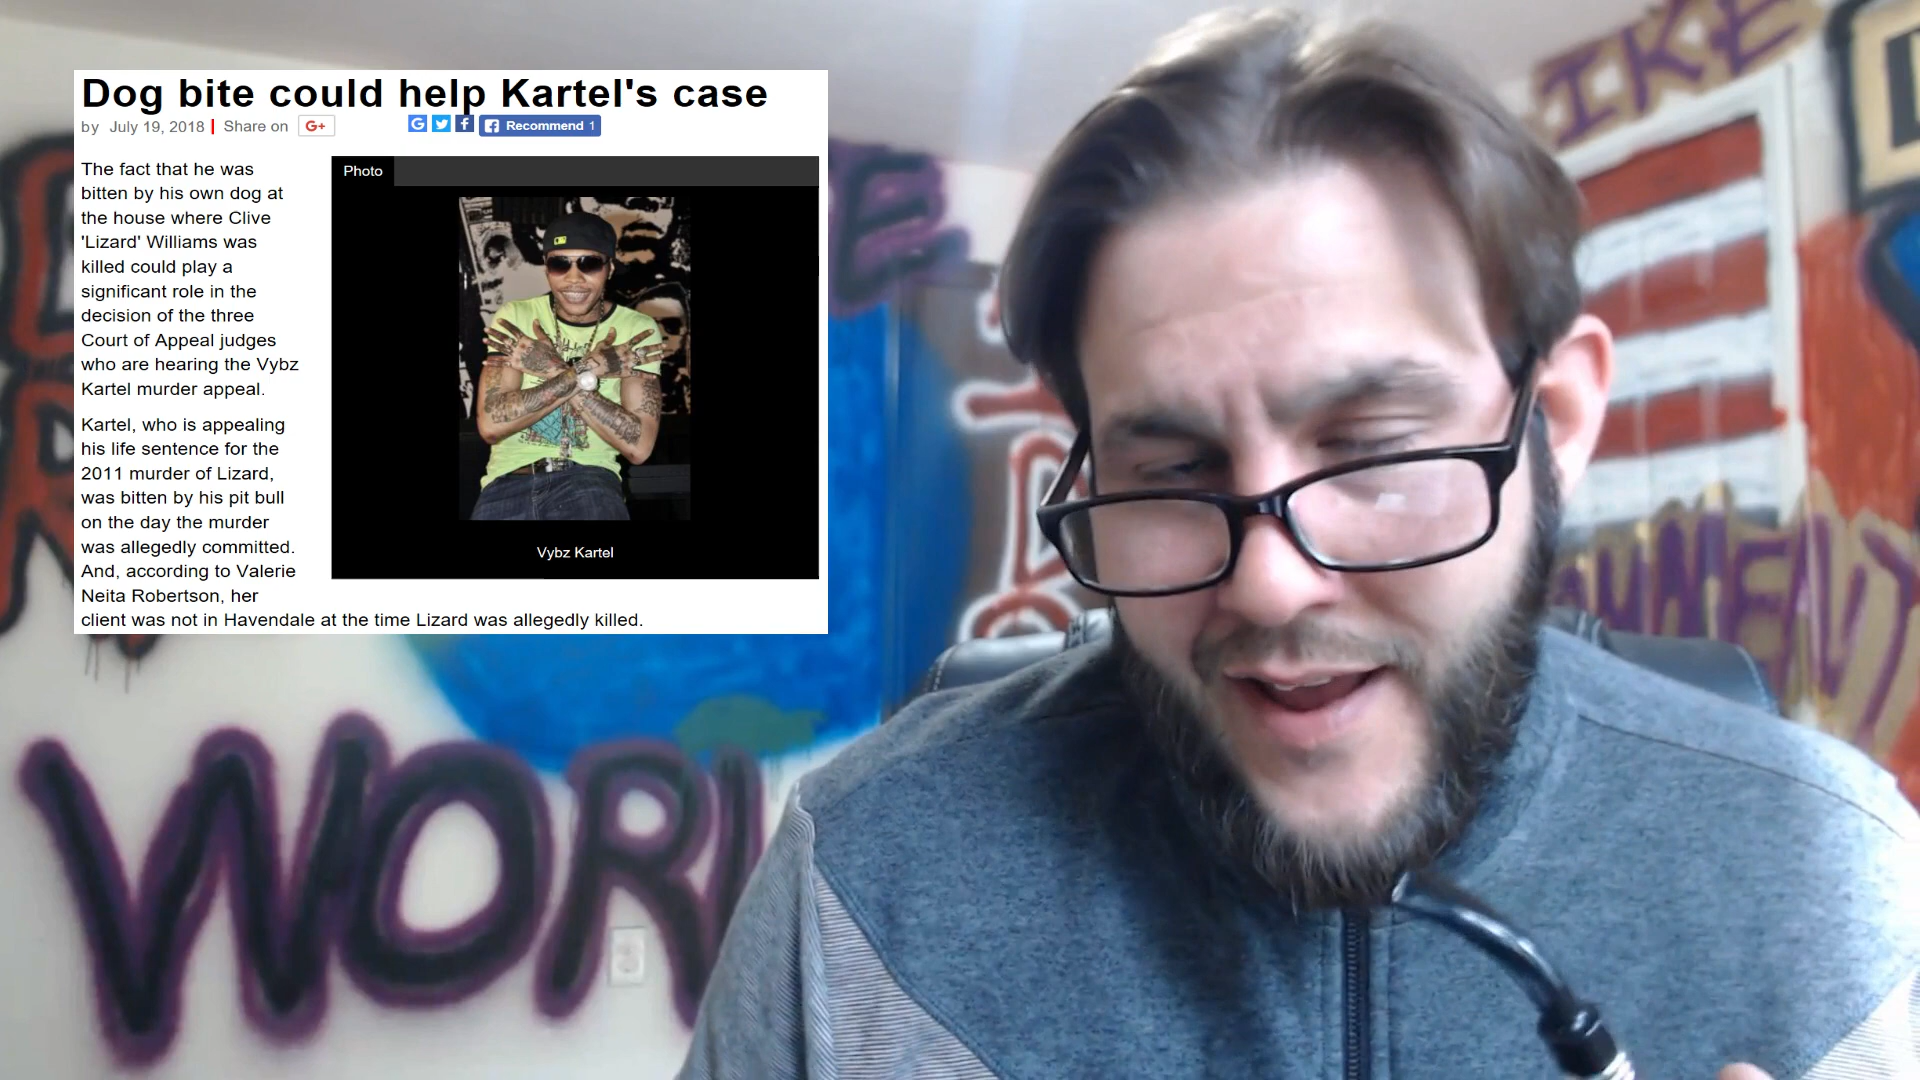 Dog bite could help Kartel's case
by July 19, 2018 | Share on G+ G f Recommend 1
The fact that he was
bitten by his own dog at
the house where Clive
'Lizard' Williams was
killed could play a
significant role in the
decision of the three
Court of Appeal judges
who are hearing the Vybz
Kartel murder appeal.
Kartel, who is appealing
his life sentence for the
2011 murder of Lizard,
was bitten by his pit bull
on the day the murder
was allegedly committed.
And, according to Valerie
Neita Robertson, her
client was not in Havendale at the time Lizard was allegedly killed.
Photo
Vybz Kartel